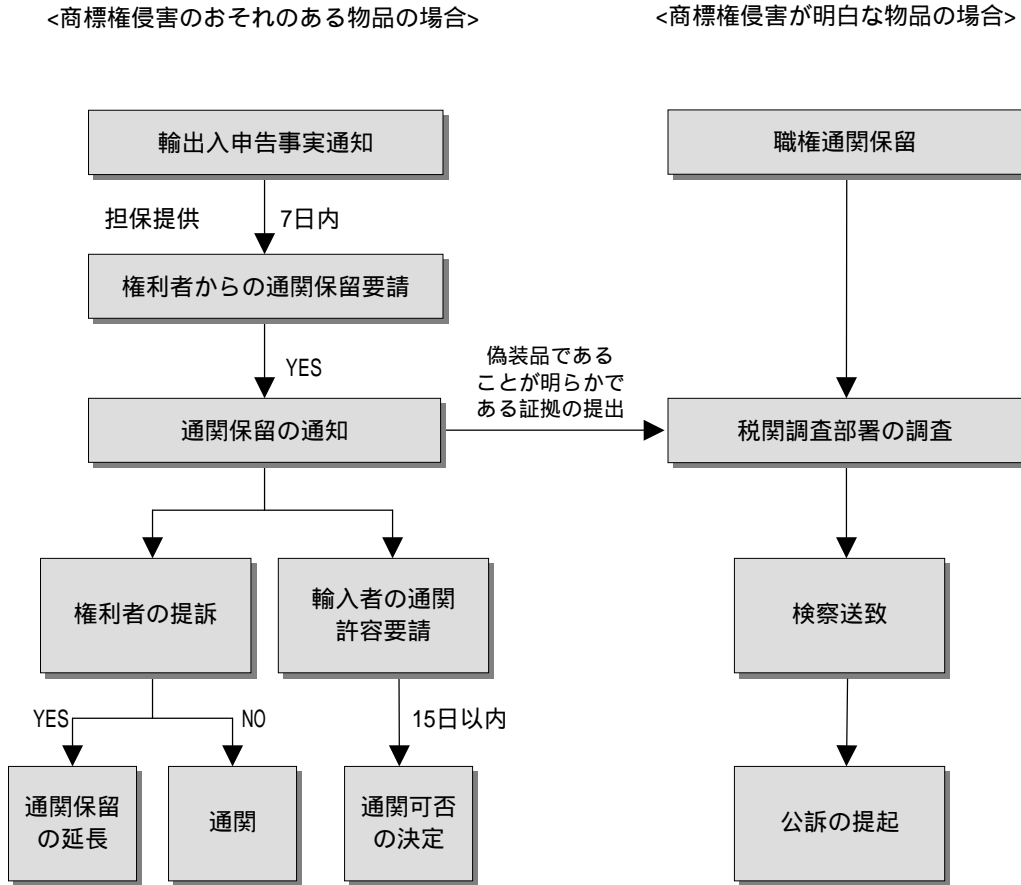 <商標権侵害のおそれのある物品の場合>
<商標権侵害が明白な物品の場合>
輸出入申告事実通知
職権通関保留
担保提供
7日内
権利者からの通関保留要請
YES
偽装品である
ことが明らかで
ある証拠の提出
通関保留の通知
税関調査部署の調査
権利者の提訴
輸入者の通関
許容要請
検察送致
YES
NO
15日以内
通関保留
の延長
通関
通関可否
の決定
公訴の提起